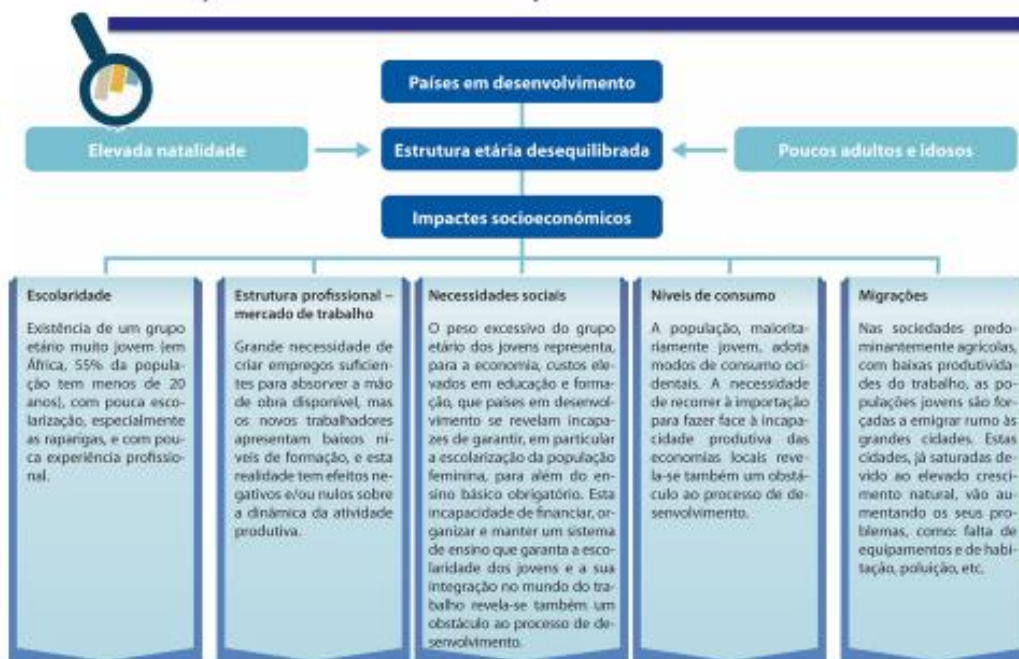 Países em desenvolvimento
Elevada natalidade
Estrutura etária desequilibrada
Poucos adultos e idosos
Impactes socioeconómicos
Escolaridade
Existência de um grupo
etário muito jovem (em
África, 55% da popula-
ção tem menos de 20
anos), com pouca esco-
larização, especialmente
as raparigas, e com pou-
ca experiência profissio-
nal.
Estrutura profissional –
mercado de trabalho
Grande necessidade de
criar empregos suficien-
tes para absorver a mão
de obra disponível, mas
os novos trabalhadores
apresentam baixos ní-
veis de formação, e esta
realidade tem efeitos ne-
gativos e/ou nulos sobre
a dinâmica da atividade
produtiva.
Necessidades sociais
O peso excessivo do grupo
etário dos jovens representa,
para a economia, custos ele-
vados em educação e forma-
ção, que países em desenvol-
vimento se revelam incapa-
zes de garantir, em particular
a escolarização da população
feminina, para além do en-
sino básico obrigatório. Esta
incapacidade de financiar, or-
ganizar e manter um sistema
de ensino que garanta a esco-
laridade dos jovens e a sua
integração no mundo do tra-
balho revela-se também um
obstáculo ao processo de de-
senvolvimento.
Níveis de consumo
A população, maiorita-
riamente jovem, adota
modos de consumo oci-
dentais. A necessidade
de recorrer à importação
para fazer face à incapa-
cidade produtiva das
economias locais reve-
la-se também um obstá-
culo ao processo de de-
senvolvimento.
Migrações
Nas sociedades predo-
minantemente agrícolas,
com baixas produtivida-
des do trabalho, as po-
pulações jovens são for-
çadas a emigrar rumo às
grandes cidades. Estas
cidades, já saturadas de-
vido ao elevado cresci-
mento natural, vão au-
mentando os seus pro-
blemas, como: falta de
equipamentos e de habi-
tação, poluição, etc.